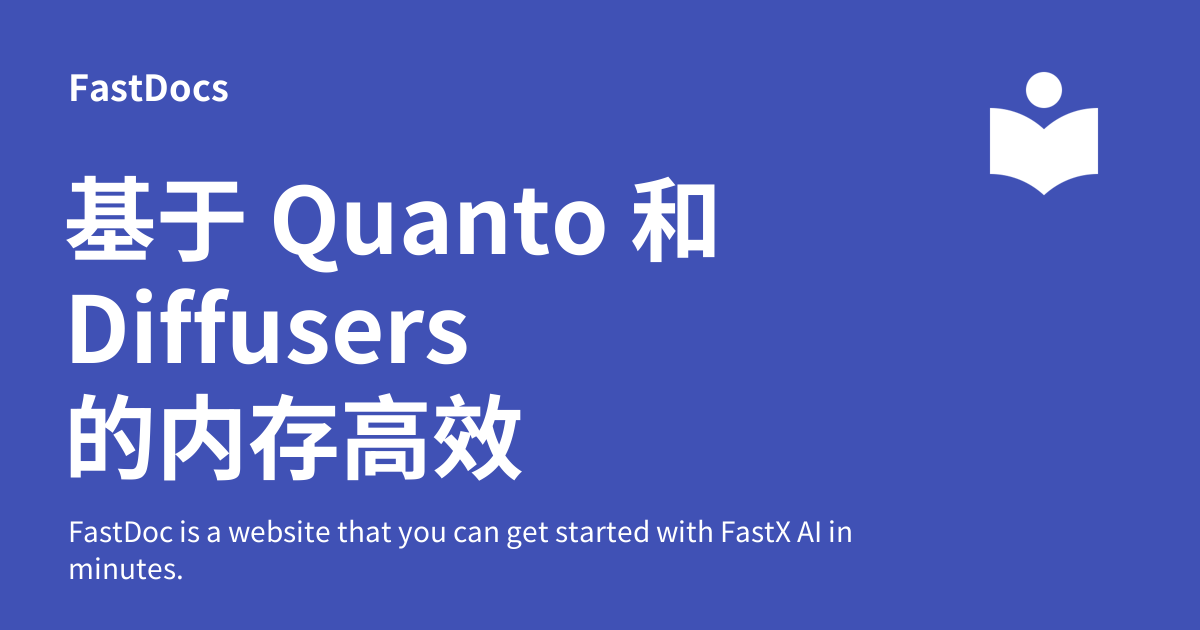 FastDocs
基于 Quanto 和
Diffusers
的内存高效
FastDoc is a website that you can get started with FastX AI in
minutes.